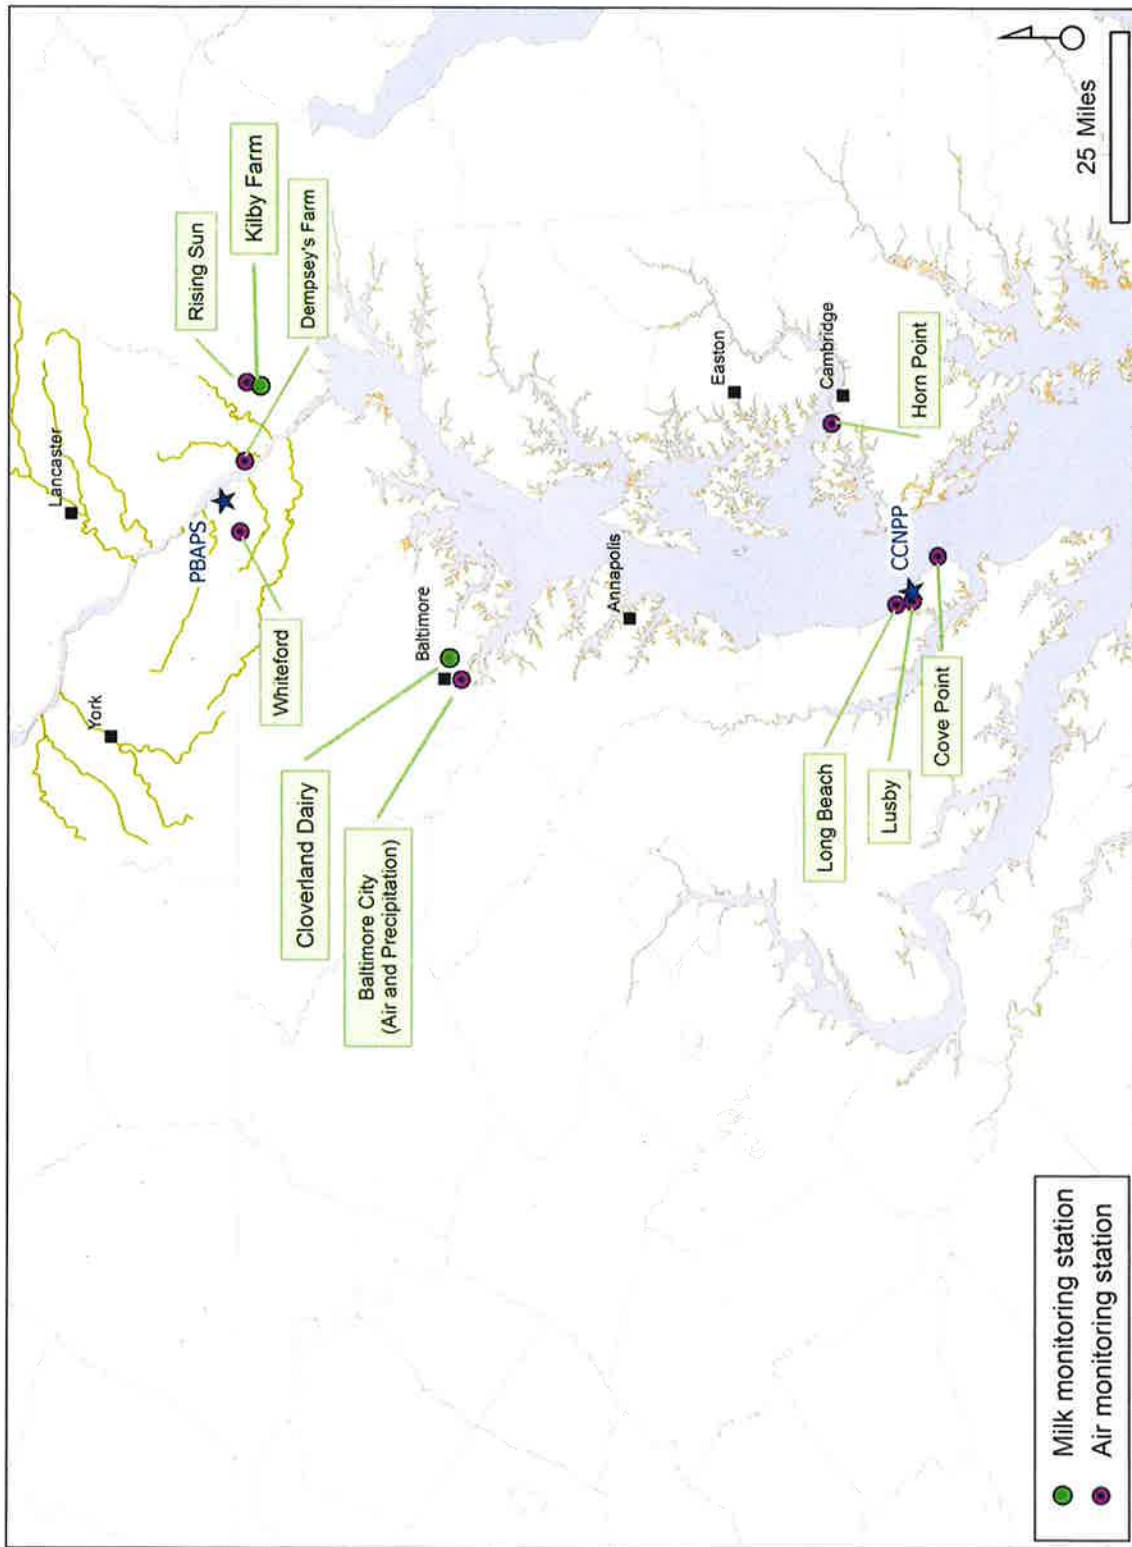 Lancaster
York
PBAPS
Rising Sun
Kilby Farm
Dempsey's Farm
Whiteford
Baltimore
Cloverland Dairy
Baltimore City
(Air and Precipitation)
Annapolis
Easton
Cambridge
Horn Point
CCNPP
Long Beach
Lusby
Cove Point
25 Miles
Milk monitoring station
Air monitoring station